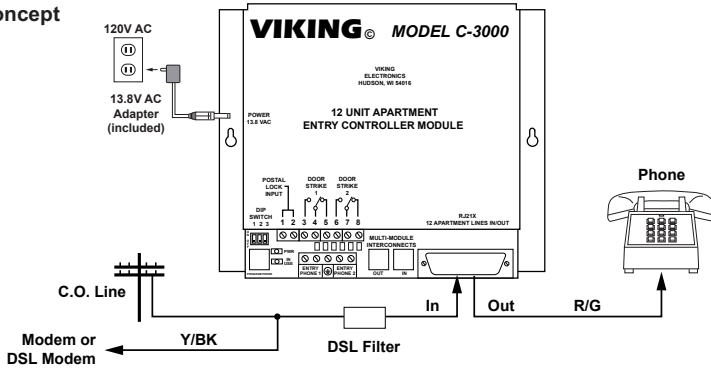 oncept
120V AC
13.8V AC
Adapter
(included)
VIKING© MODEL C-3000
VIKING
ELECTRONICS
HUDSON, WI 54016
POWER
13.8 VAC
12 UNIT APARTMENT
ENTRY CONTROLLER MODULE
POSTAL
LOCK
INPUT
DOOR
STRIKE
1
DOOR
STRIKE
2
DIP
SWITCH
1 2 3
1 2 3 4 5 6 7 8
RJ21X
12 APARTMENT LINES IN/OUT
PWR
IN
USE
MULTI-MODULE
INTERCONNECTS
ENTRY
PHONE 1
ENTRY
PHONE 2
OUT IN
Phone
C.O. Line
In Out R/G
Modem or
DSL Modem
Y/BK
DSL Filter